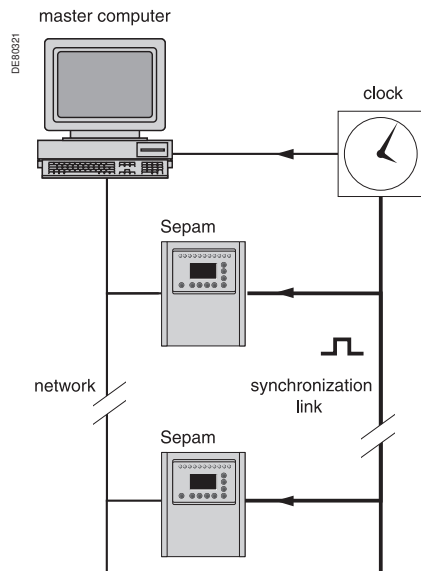 master computer
DE80321
clock
Sepam
network
synchronization
link
Sepam